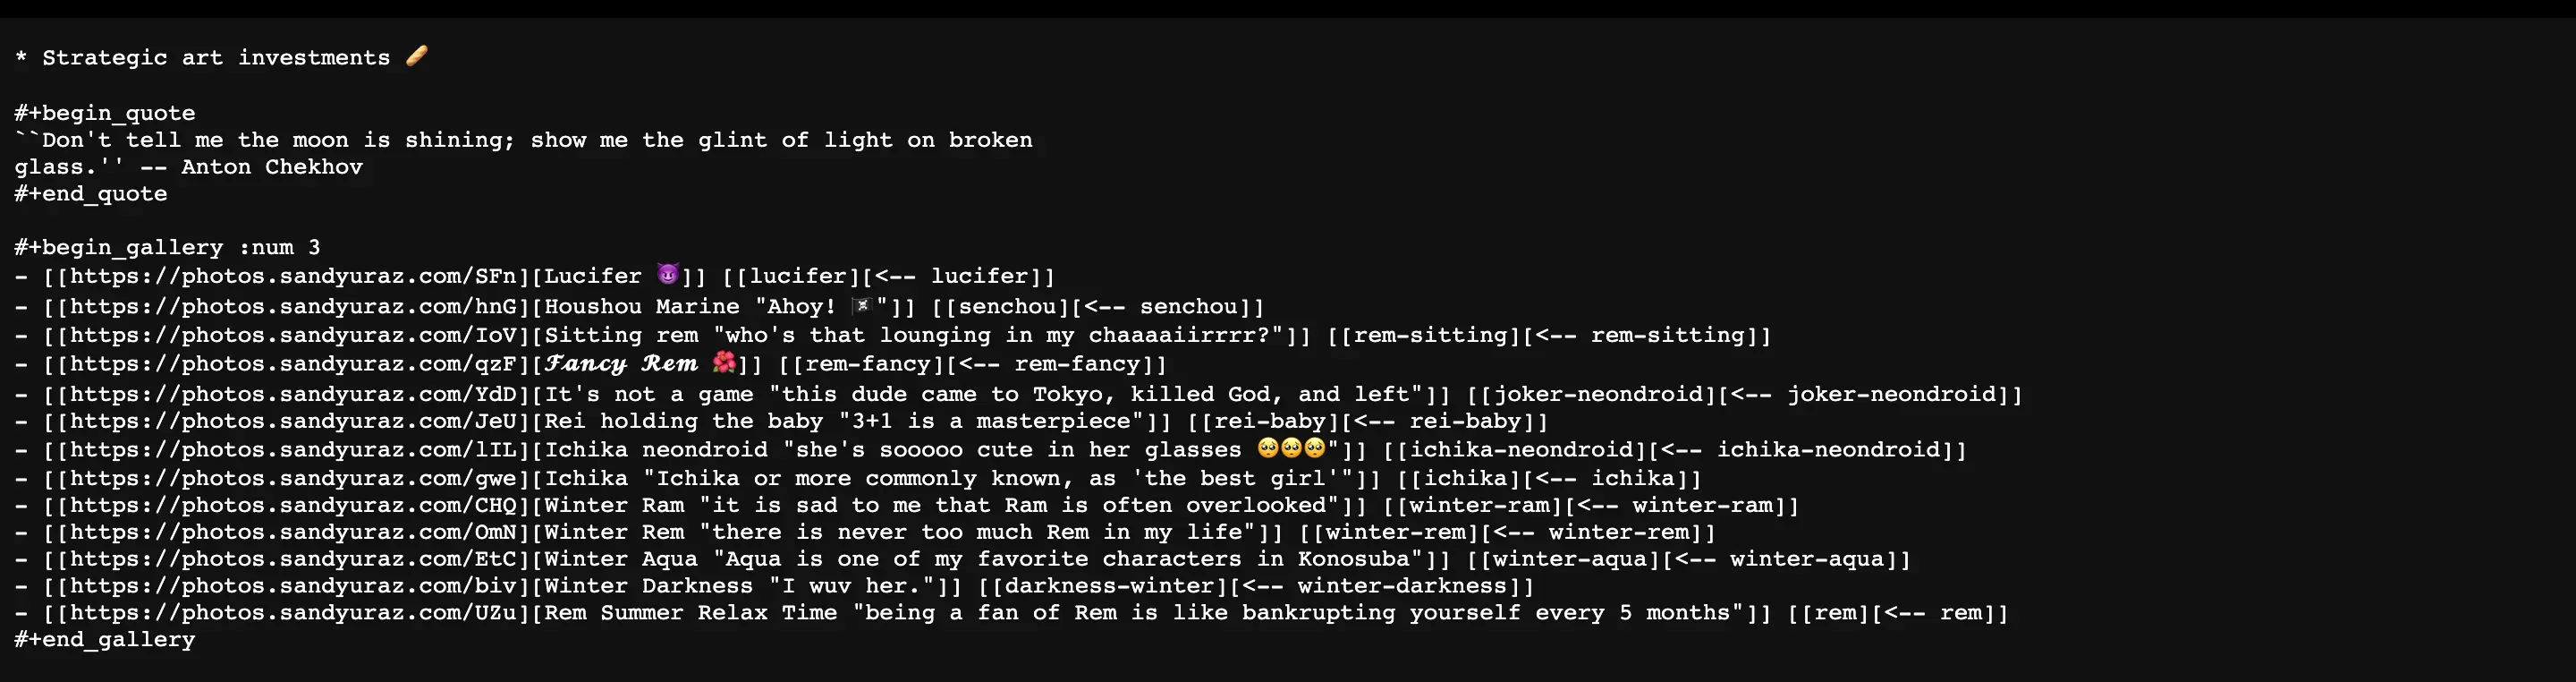 * Strategic art investments 🥖
#+begin_quote
``Don't tell me the moon is shining; show me the glint of light on broken
glass.'' -- Anton Chekhov
#+end_quote
#+begin_gallery :num 3
- [[https://photos.sandyuraz.com/SFn][Lucifer 😈]] [[lucifer][<-- lucifer]]
- [[https://photos.sandyuraz.com/hnG][Houshou Marine "Ahoy! 🏴‍☠️"]] [[senchou][<-- senchou]]
- [[https://photos.sandyuraz.com/IoV][Sitting rem "who's that lounging in my chaaaaiirrrr?"]] [[rem-sitting][<-- rem-sitting]]
- [[https://photos.sandyuraz.com/qzF][𝓕𝓪𝓷𝓬𝔂 𝓡𝓮𝓶 🌺]] [[rem-fancy][<-- rem-fancy]]
- [[https://photos.sandyuraz.com/YdD][It's not a game "this dude came to Tokyo, killed God, and left"]] [[joker-neondroid][<-- joker-neondroid]]
- [[https://photos.sandyuraz.com/JeU][Rei holding the baby "3+1 is a masterpiece"]] [[rei-baby][<-- rei-baby]]
- [[https://photos.sandyuraz.com/lIL][Ichika neondroid "she's sooooo cute in her glasses 🥺🥺🥺"]] [[ichika-neondroid][<-- ichika-neondroid]]
- [[https://photos.sandyuraz.com/gwe][Ichika "Ichika or more commonly known, as 'the best girl'"]] [[ichika][<-- ichika]]
- [[https://photos.sandyuraz.com/CHQ][Winter Ram "it is sad to me that Ram is often overlooked"]] [[winter-ram][<-- winter-ram]]
- [[https://photos.sandyuraz.com/OmN][Winter Rem "there is never too much Rem in my life"]] [[winter-rem][<-- winter-rem]]
- [[https://photos.sandyuraz.com/EtC][Winter Aqua "Aqua is one of my favorite characters in Konosuba"]] [[winter-aqua][<-- winter-aqua]]
- [[https://photos.sandyuraz.com/biv][Winter Darkness "I wuv her."]] [[darkness-winter][<-- winter-darkness]]
- [[https://photos.sandyuraz.com/UZu][Rem Summer Relax Time "being a fan of Rem is like bankrupting yourself every 5 months"]] [[rem][<-- rem]]
#+end_gallery